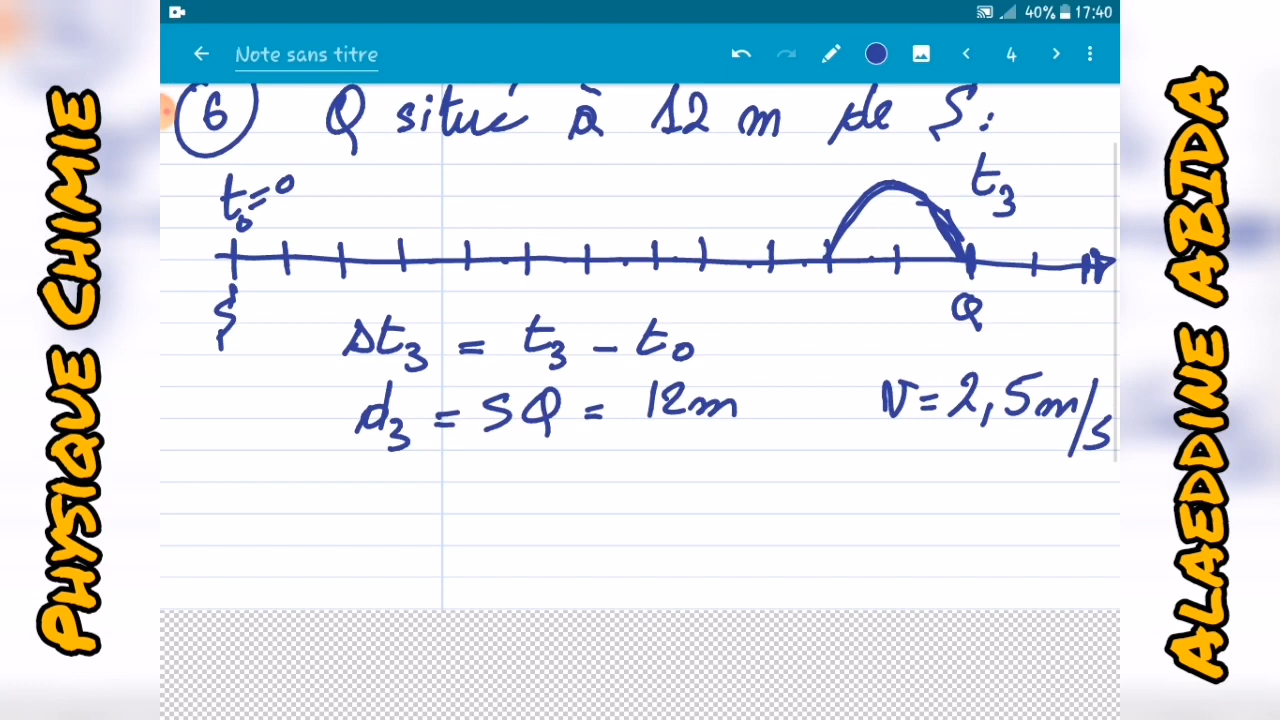 PHYSIQUE CHIMIE
40% 17:40
Note sans titre
4
6 Q situé à 12 m de S:
t₀=0
t₃
S
Q
Δt₃ = t₃ - t₀
d₃ = SQ = 12m
V=2,5m/s
ALAEDDINE ABIDA